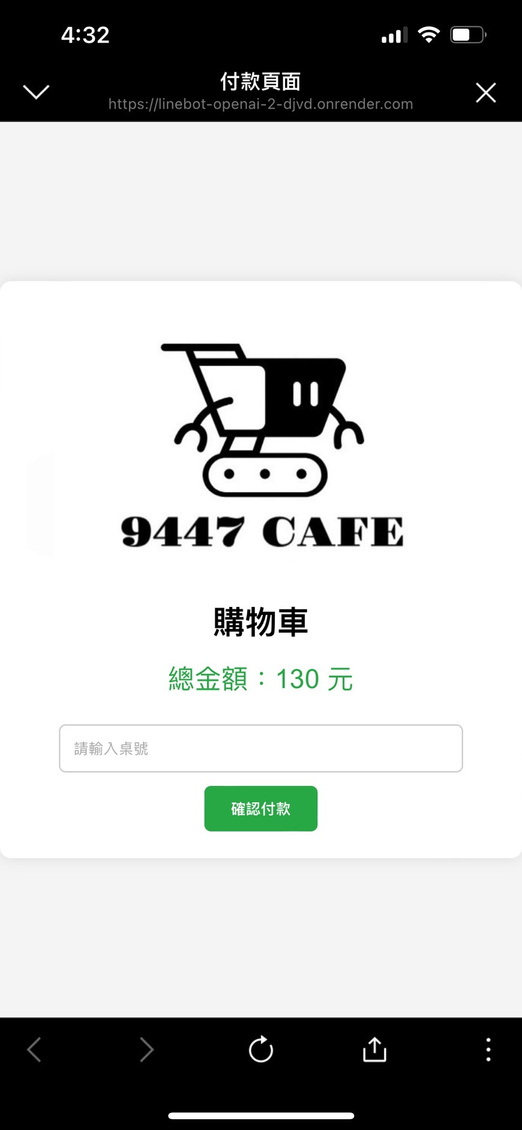 4:32
付款頁面
https://linebot-openai-2-djvd.onrender.com
9447 CAFE
購物車
總金額：130 元
請輸入桌號
確認付款